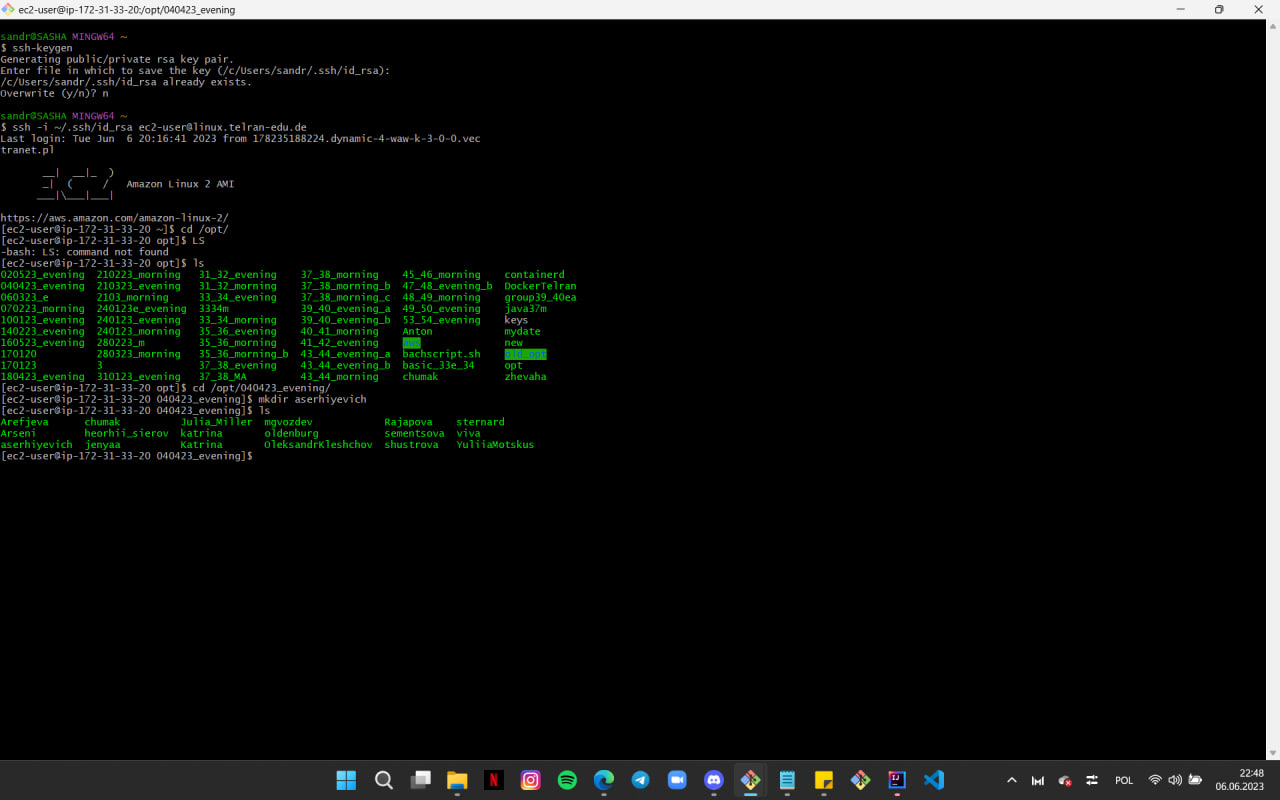 ec2-user@ip-172-31-33-20:/opt/040423_evening
sandr@SASHA MINGW64 ~
$ ssh-keygen
Generating public/private rsa key pair.
Enter file in which to save the key (/c/Users/sandr/.ssh/id_rsa):
/c/Users/sandr/.ssh/id_rsa already exists.
Overwrite (y/n)? n
sandr@SASHA MINGW64 ~
$ ssh -i ~/.ssh/id_rsa ec2-user@linux.telran-edu.de
Last login: Tue Jun  6 20:16:41 2023 from 178235188224.dynamic-4-waw-k-3-0-0.vec
tranet.pl
       __|  __|_  )
       _|  (     /   Amazon Linux 2 AMI
      ___|\___|___|
https://aws.amazon.com/amazon-linux-2/
[ec2-user@ip-172-31-33-20 ~]$ cd /opt/
[ec2-user@ip-172-31-33-20 opt]$ LS
-bash: LS: command not found
[ec2-user@ip-172-31-33-20 opt]$ ls
020523_evening  210223_morning  31_32_evening  37_38_morning  45_46_morning  containerd
040423_evening  210323_evening  31_32_morning  37_38_morning_b  47_48_evening_b  DockerTelran
060323_e  2103_morning  33_34_evening  37_38_morning_c  48_49_morning  group39_40ea
070223_morning  240123e_evening  3334m  39_40_evening_a  49_50_evening  java37m
100123_evening  240123_evening  33_34_morning  39_40_evening_b  53_54_evening  keys
140223_evening  240123_morning  35_36_evening  40_41_morning  Anton  mydate
160523_evening  280223_m  35_36_morning  41_42_evening  aws  new
170120  280323_morning  35_36_morning_b  43_44_evening_a  bachscript.sh  old_opt
170123  3  37_38_evening  43_44_evening_b  basic_33e_34  opt
180423_evening  310123_evening  37_38_MA  43_44_morning  chumak  zhevaha
[ec2-user@ip-172-31-33-20 opt]$ cd /opt/040423_evening/
[ec2-user@ip-172-31-33-20 040423_evening]$ mkdir aserhiyevich
[ec2-user@ip-172-31-33-20 040423_evening]$ ls
Arefjeva  chumak  Julia_Miller  mgvozdev  Rajapova  sternard
Arseni  heorhii_sierov  katrina  oldenburg  sementsova  viva
aserhiyevich  jenyaa  Katrina  OleksandrKleshchov  shustrova  YuliiaMotskus
[ec2-user@ip-172-31-33-20 040423_evening]$
POL
22:48
06.06.2023